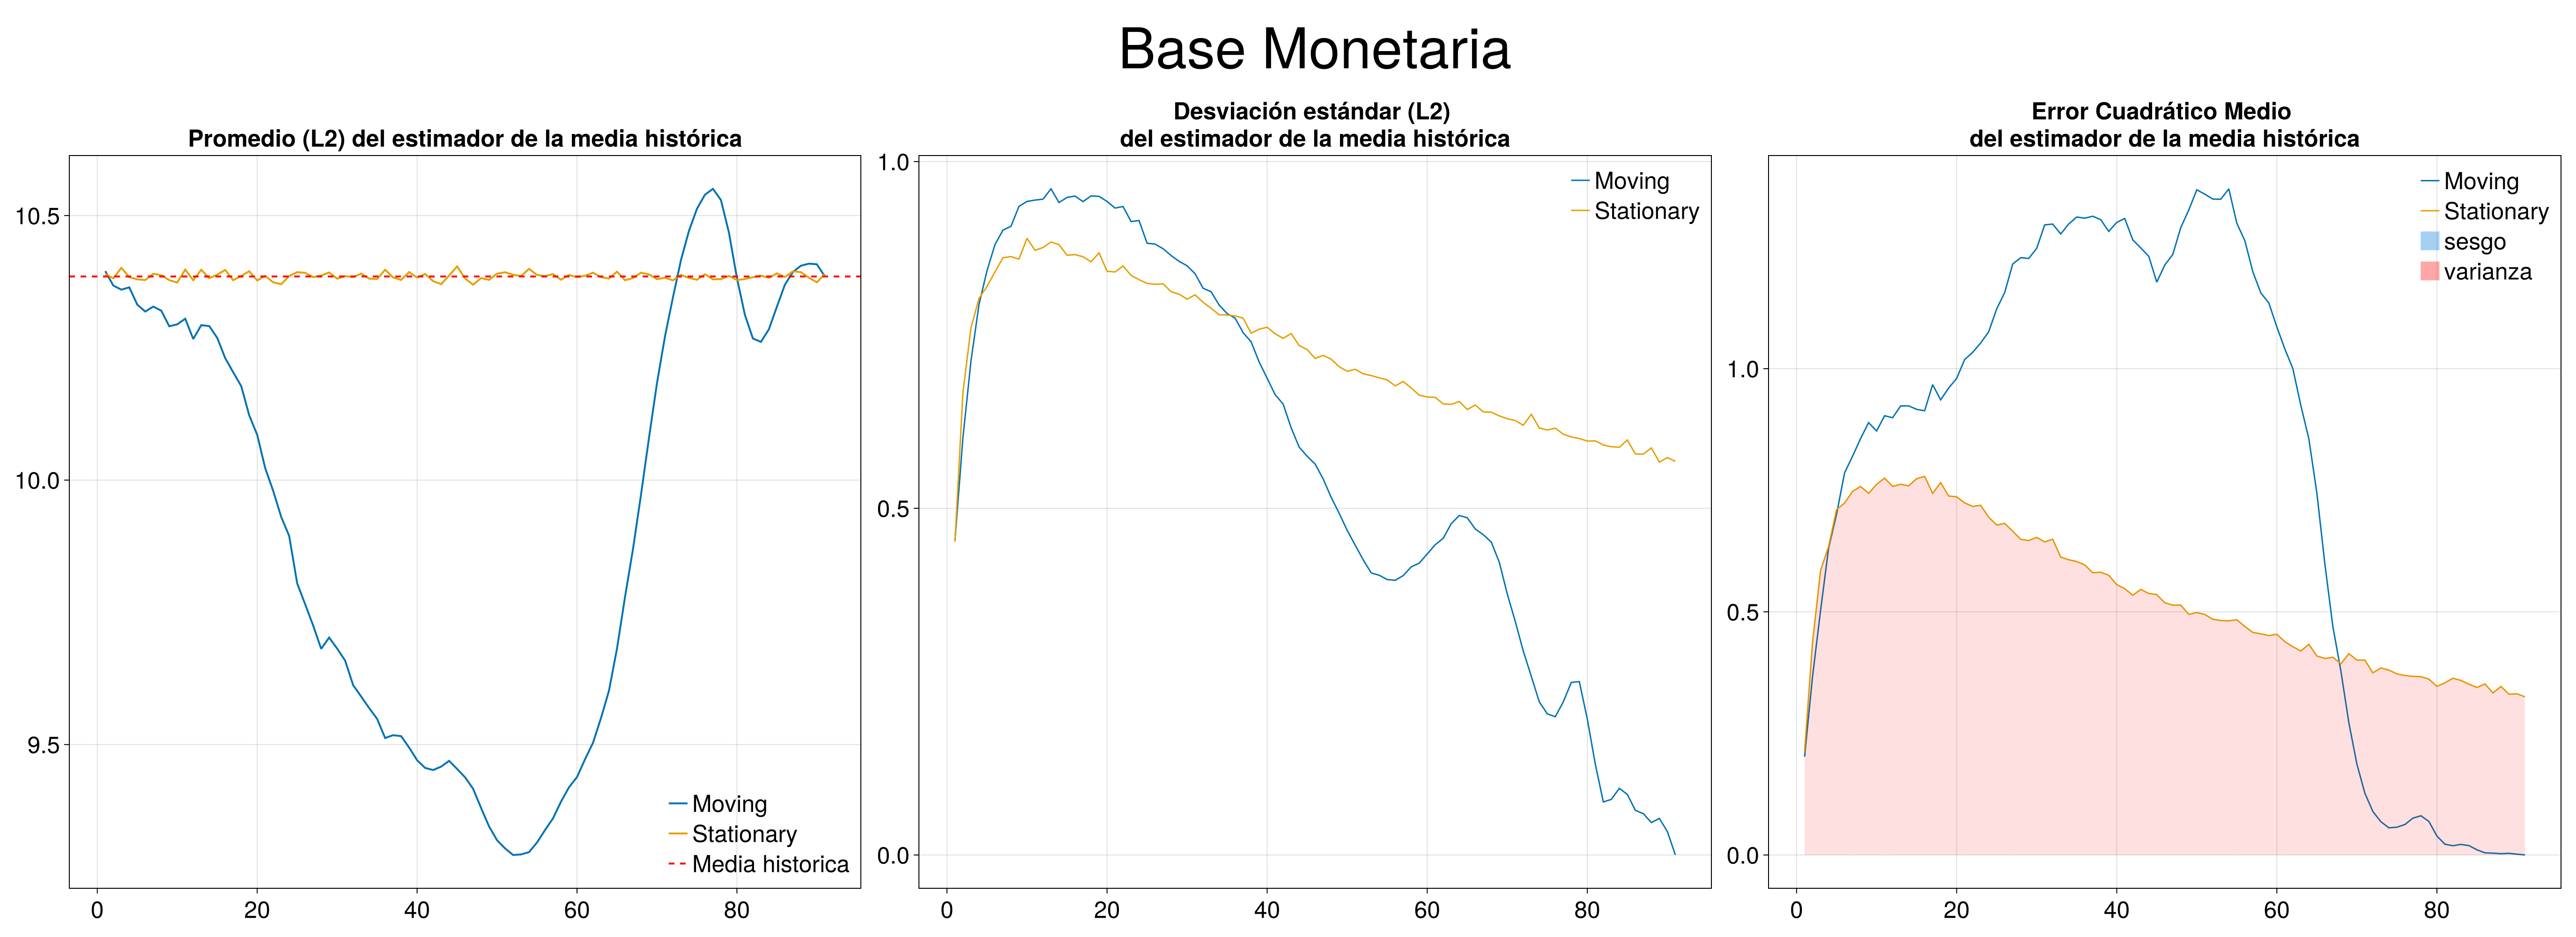 Base Monetaria
Promedio (L2) del estimador de la media histórica
10.5
10.0
9.5
0 20 40 60 80
Moving
Stationary
Media historica
Desviación estándar (L2)
del estimador de la media histórica
1.0
0.5
0.0
0 20 40 60 80
Moving
Stationary
Error Cuadrático Medio
del estimador de la media histórica
1.0
0.5
0.0
0 20 40 60 80
Moving
Stationary
sesgo
varianza